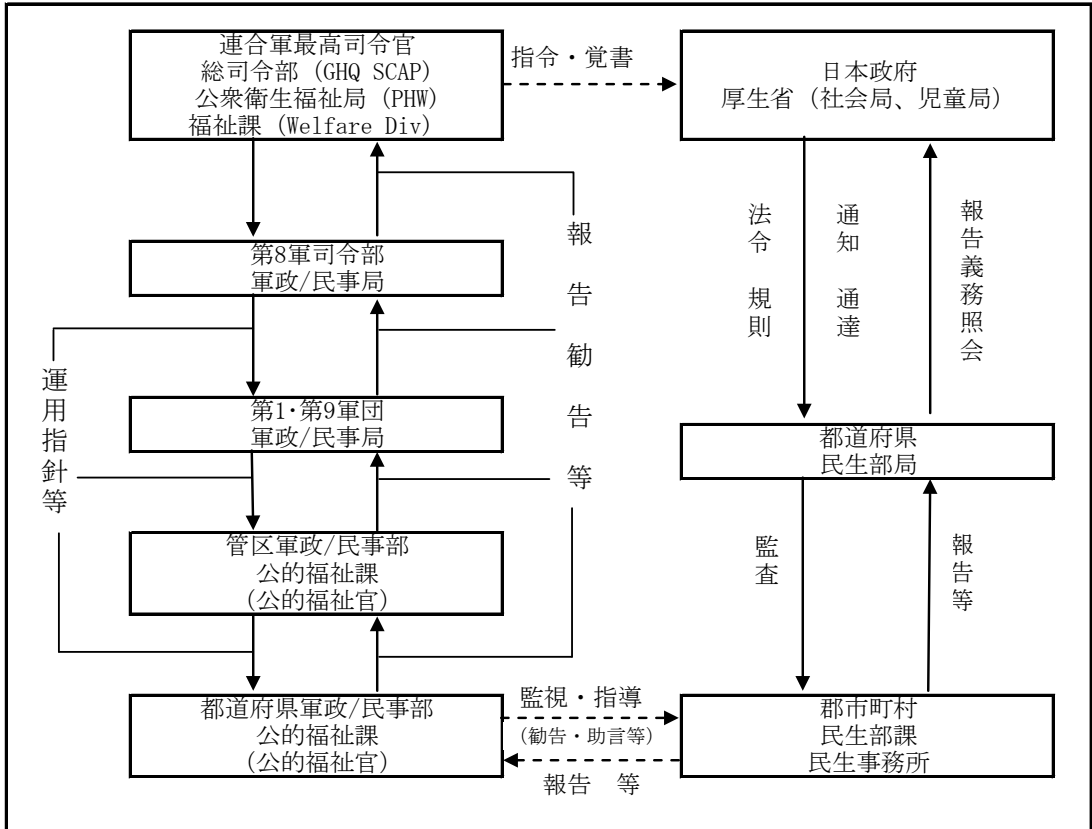 連合軍最高司令官
総司令部 (GHQ SCAP)
公衆衛生福祉局 (PHW)
福祉課 (Welfare Div)
指令・覚書
日本政府
厚生省（社会局、児童局）
報告勧告等
法令　規則
通知　通達
報告義務照会
第8軍司令部
軍政/民事局
運用指針等
第1・第9軍団
軍政/民事局
都道府県
民生部局
管区軍政/民事部
公的福祉課
(公的福祉官)
監査
報告等
都道府県軍政/民事部
公的福祉課
(公的福祉官)
監視・指導
(勧告・助言等)
報告　等
郡市町村
民生部課
民生事務所